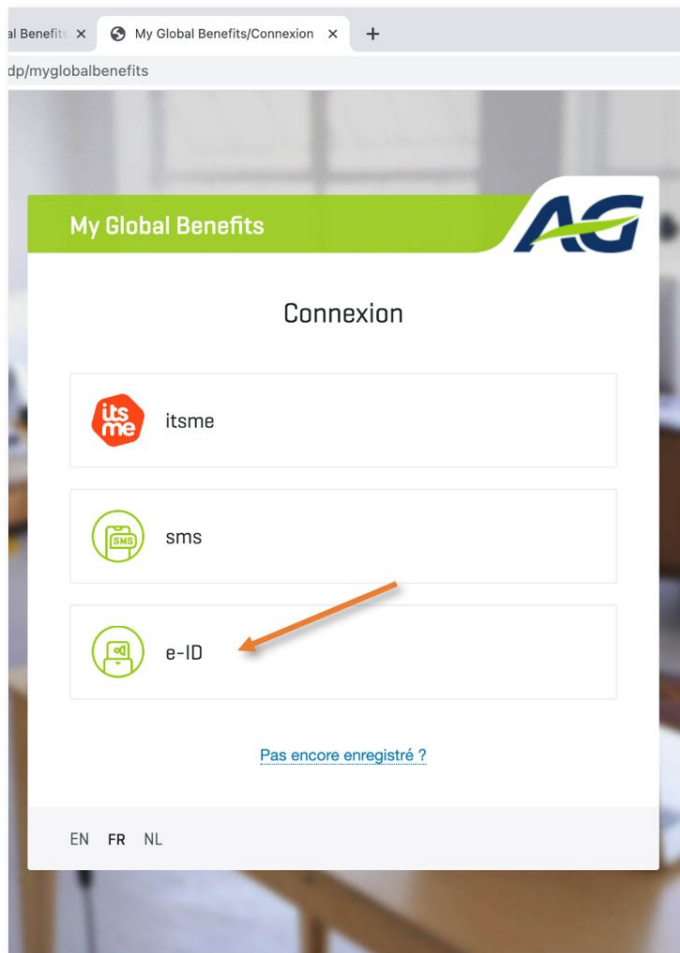 al Benefits
My Global Benefits/Connexion
dp/myglobalbenefits
My Global Benefits
AG
Connexion
its
me
itsme
SMS
sms
e-ID
Pas encore enregistré ?
EN FR NL